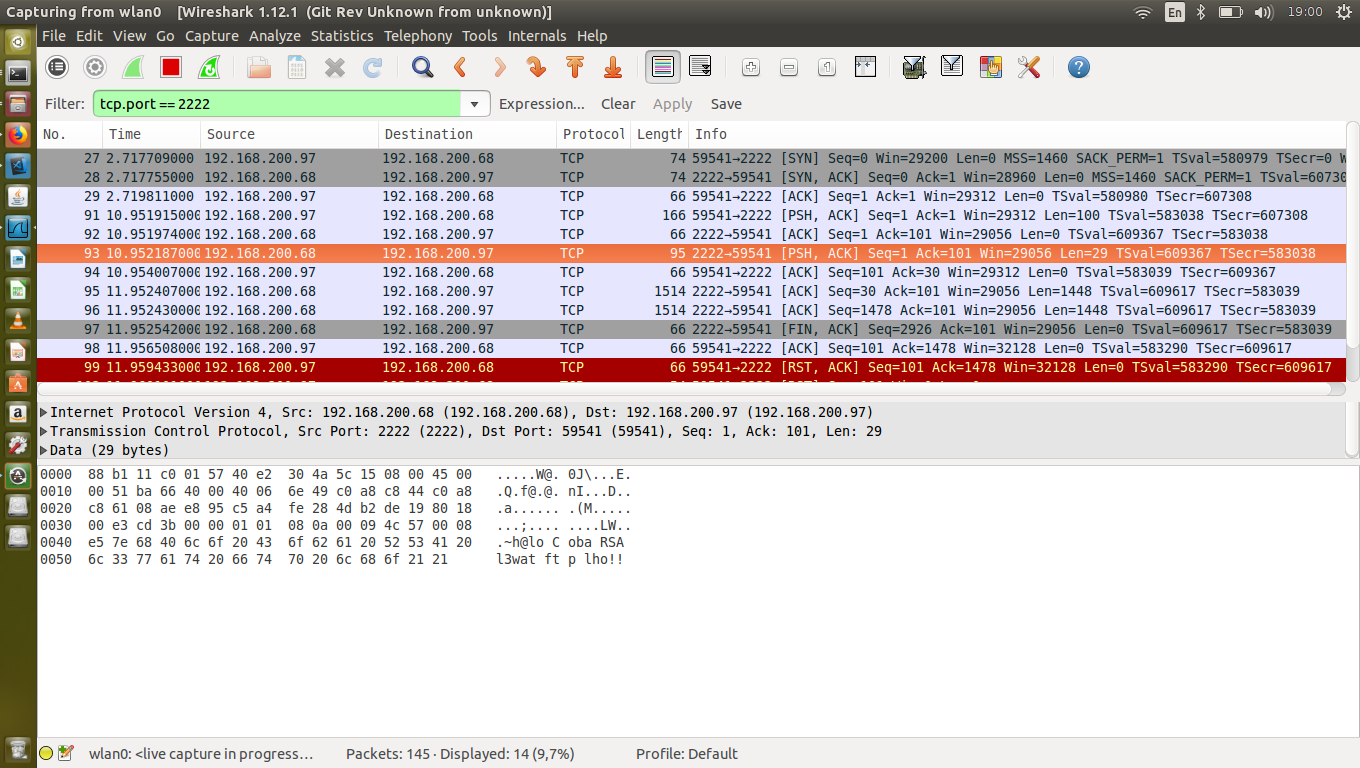 Capturing from wlan0   [Wireshark 1.12.1  (Git Rev Unknown from unknown)]
En
19:00
File Edit View Go Capture Analyze Statistics Telephony Tools Internals Help
Filter: tcp.port == 2222 Expression... Clear Apply Save
No. Time Source Destination Protocol Length Info
27 2.717709000 192.168.200.97 192.168.200.68 TCP 74 59541→2222 [SYN] Seq=0 Win=29200 Len=0 MSS=1460 SACK_PERM=1 TSval=580979 TSecr=0 W
28 2.717755000 192.168.200.68 192.168.200.97 TCP 74 2222→59541 [SYN, ACK] Seq=0 Ack=1 Win=28960 Len=0 MSS=1460 SACK_PERM=1 TSval=60730
29 2.719811000 192.168.200.97 192.168.200.68 TCP 66 59541→2222 [ACK] Seq=1 Ack=1 Win=29312 Len=0 TSval=580980 TSecr=607308
91 10.951915000 192.168.200.97 192.168.200.68 TCP 166 59541→2222 [PSH, ACK] Seq=1 Ack=1 Win=29312 Len=100 TSval=583038 TSecr=607308
92 10.951974000 192.168.200.68 192.168.200.97 TCP 66 2222→59541 [ACK] Seq=1 Ack=101 Win=29056 Len=0 TSval=609367 TSecr=583038
93 10.952187000 192.168.200.68 192.168.200.97 TCP 95 2222→59541 [PSH, ACK] Seq=1 Ack=101 Win=29056 Len=29 TSval=609367 TSecr=583038
94 10.954007000 192.168.200.97 192.168.200.68 TCP 66 59541→2222 [ACK] Seq=101 Ack=30 Win=29312 Len=0 TSval=583039 TSecr=609367
95 11.952407000 192.168.200.68 192.168.200.97 TCP 1514 2222→59541 [ACK] Seq=30 Ack=101 Win=29056 Len=1448 TSval=609617 TSecr=583039
96 11.952430000 192.168.200.68 192.168.200.97 TCP 1514 2222→59541 [ACK] Seq=1478 Ack=101 Win=29056 Len=1448 TSval=609617 TSecr=583039
97 11.952542000 192.168.200.68 192.168.200.97 TCP 66 2222→59541 [FIN, ACK] Seq=2926 Ack=101 Win=29056 Len=0 TSval=609617 TSecr=583039
98 11.956508000 192.168.200.97 192.168.200.68 TCP 66 59541→2222 [ACK] Seq=101 Ack=1478 Win=32128 Len=0 TSval=583290 TSecr=609617
99 11.959433000 192.168.200.97 192.168.200.68 TCP 66 59541→2222 [RST, ACK] Seq=101 Ack=1478 Win=32128 Len=0 TSval=583290 TSecr=609617
Internet Protocol Version 4, Src: 192.168.200.68 (192.168.200.68), Dst: 192.168.200.97 (192.168.200.97)
Transmission Control Protocol, Src Port: 2222 (2222), Dst Port: 59541 (59541), Seq: 1, Ack: 101, Len: 29
Data (29 bytes)
0000  88 b1 11 c0 01 57 40 e2  30 4a 5c 15 08 00 45 00   .....W@. 0J\...E.
0010  00 51 ba 66 40 00 40 06  6e 49 c0 a8 c8 44 c0 a8   .Q.f@.@. nI...D..
0020  c8 61 08 ae e8 95 c5 a4  fe 28 4d b2 de 19 80 18   .a...... .(M.....
0030  00 e3 cd 3b 00 00 01 01  08 0a 00 09 4c 57 00 08   ...;.... ....LW..
0040  e5 7e 68 40 6c 6f 20 43  6f 62 61 20 52 53 41 20   .~h@lo C oba RSA
0050  6c 33 77 61 74 20 66 74  70 20 6c 68 6f 21 21      l3wat ft p lho!!
wlan0: <live capture in progress... Packets: 145 · Displayed: 14 (9,7%) Profile: Default